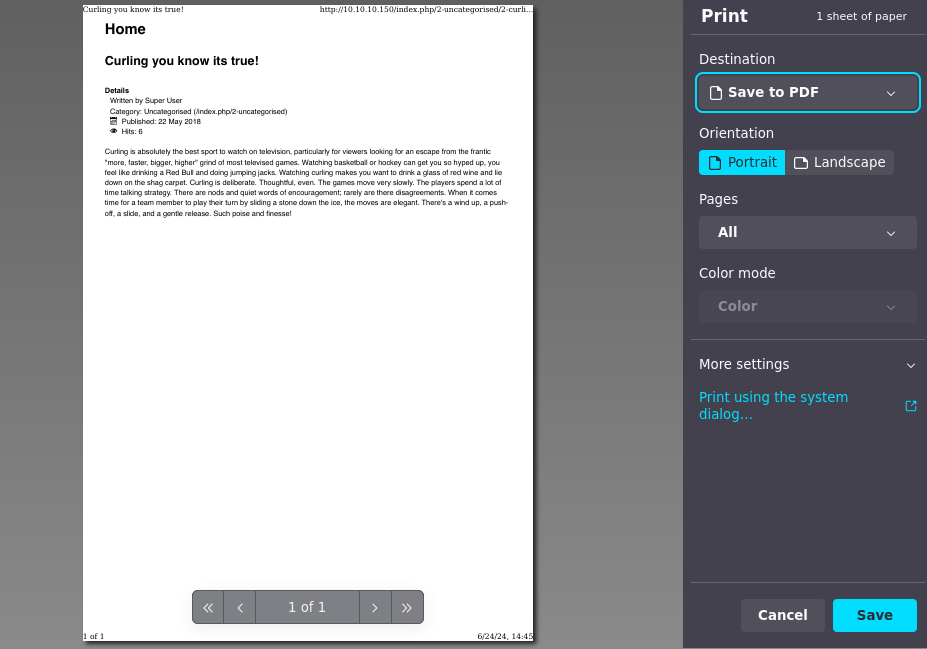 Curling you know its true!
http://10.10.10.150/index.php/2-uncategorised/2-curli...
Home
Curling you know its true!
Details
Written by Super User
Category: Uncategorised (/index.php/2-uncategorised)
Published: 22 May 2018
Hits: 6
Curling is absolutely the best sport to watch on television, particularly for viewers looking for an escape from the frantic
"more, faster, bigger, higher" grind of most televised games. Watching basketball or hockey can get you so hyped up, you
feel like drinking a Red Bull and doing jumping jacks. Watching curling makes you want to drink a glass of red wine and lie
down on the shag carpet. Curling is deliberate. Thoughtful, even. The games move very slowly. The players spend a lot of
time talking strategy. There are nods and quiet words of encouragement; rarely are there disagreements. When it comes
time for a team member to play their turn by sliding a stone down the ice, the moves are elegant. There's a wind up, a push-
off, a slide, and a gentle release. Such poise and finesse!
1 of 1
1 of 1
6/24/24, 14:45
Print
1 sheet of paper
Destination
Save to PDF
Orientation
Portrait
Landscape
Pages
All
Color mode
Color
More settings
Print using the system
dialog...
Cancel
Save